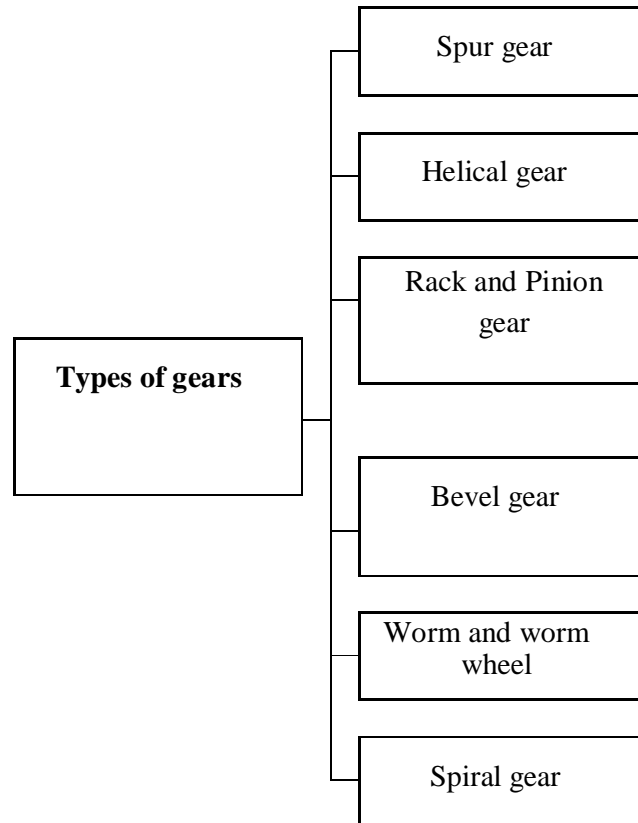 Types of gears
Spur gear
Helical gear
Rack and Pinion
gear
Bevel gear
Worm and worm
wheel
Spiral gear